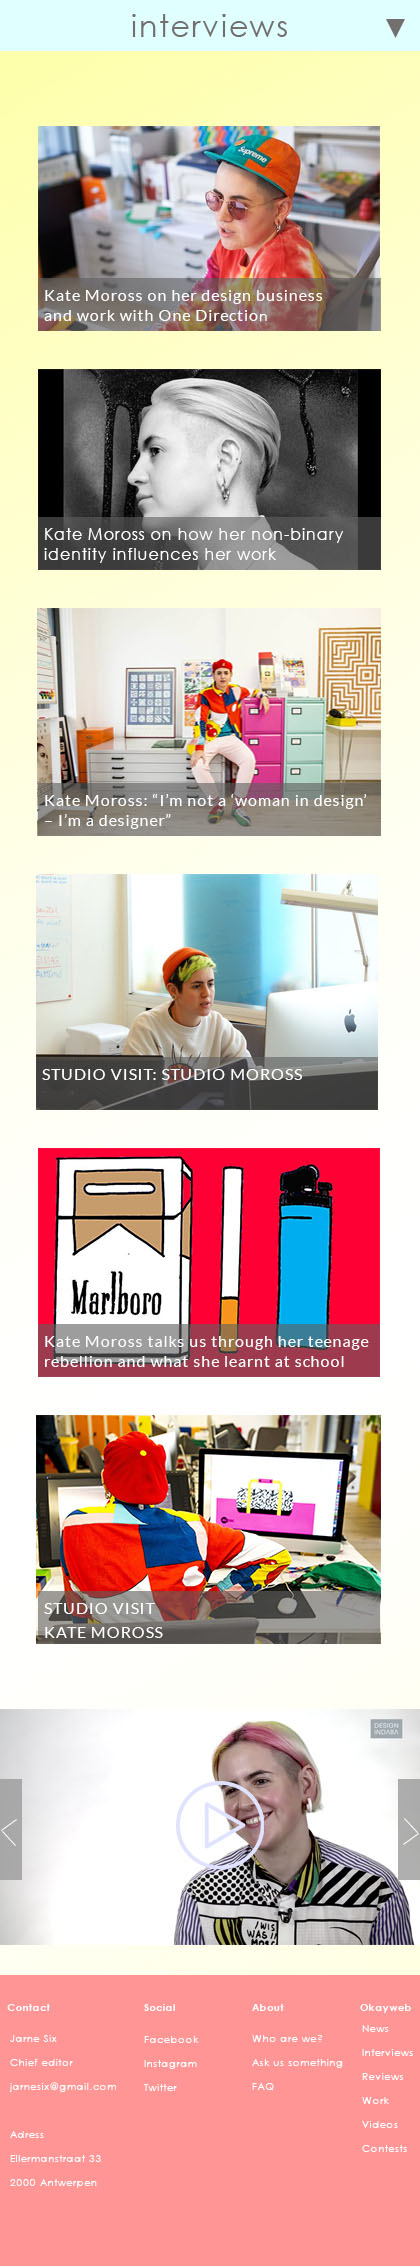 interviews
Supreme
Kate Moross on her design business
and work with One Direction
Kate Moross on how her non-binary
identity influences her work
Kate Moross: “I’m not a ‘woman in design’
– I’m a designer”
STUDIO VISIT: STUDIO MOROSS
Marlboro
Kate Moross talks us through her teenage
rebellion and what she learnt at school
STUDIO VISIT
KATE MOROSS
DESIGN
INDABA
Contact
Jarne Six
Chief editor
jarnesix@gmail.com
Adress
Ellermanstraat 33
2000 Antwerpen
Social
Facebook
Instagram
Twitter
About
Who are we?
Ask us something
FAQ
Okayweb
News
Interviews
Reviews
Work
Videos
Contests